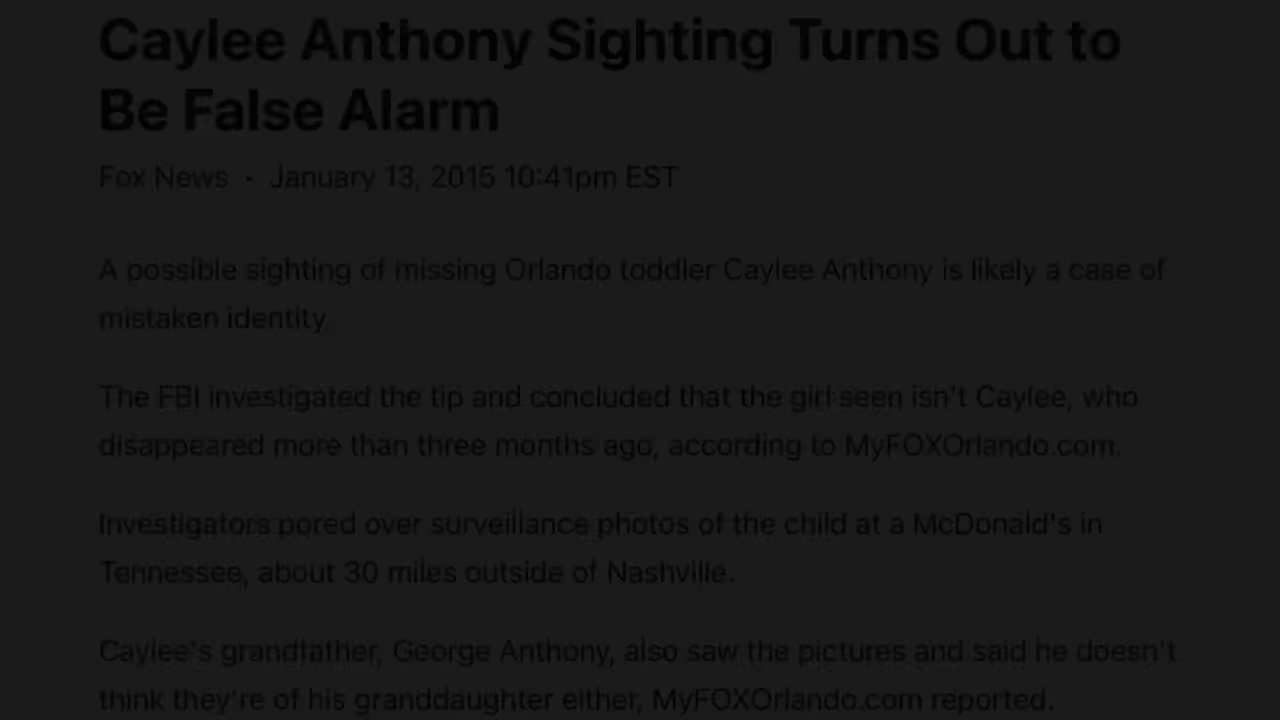 Caylee Anthony Sighting Turns Out to
Be False Alarm
Fox News - January 13, 2015 10:41pm EST
A possible sighting of missing Orlando toddler Caylee Anthony is likely a case of
mistaken identity.
The FBI investigated the tip and concluded that the girl seen isn't Caylee, who
disappeared more than three months ago, according to MyFOXOrlando.com.
Investigators pored over surveillance photos of the child at a McDonald's in
Tennessee, about 30 miles outside of Nashville.
Caylee's grandfather, George Anthony, also saw the pictures and said he doesn't
think they're of his granddaughter either, MyFOXOrlando.com reported.